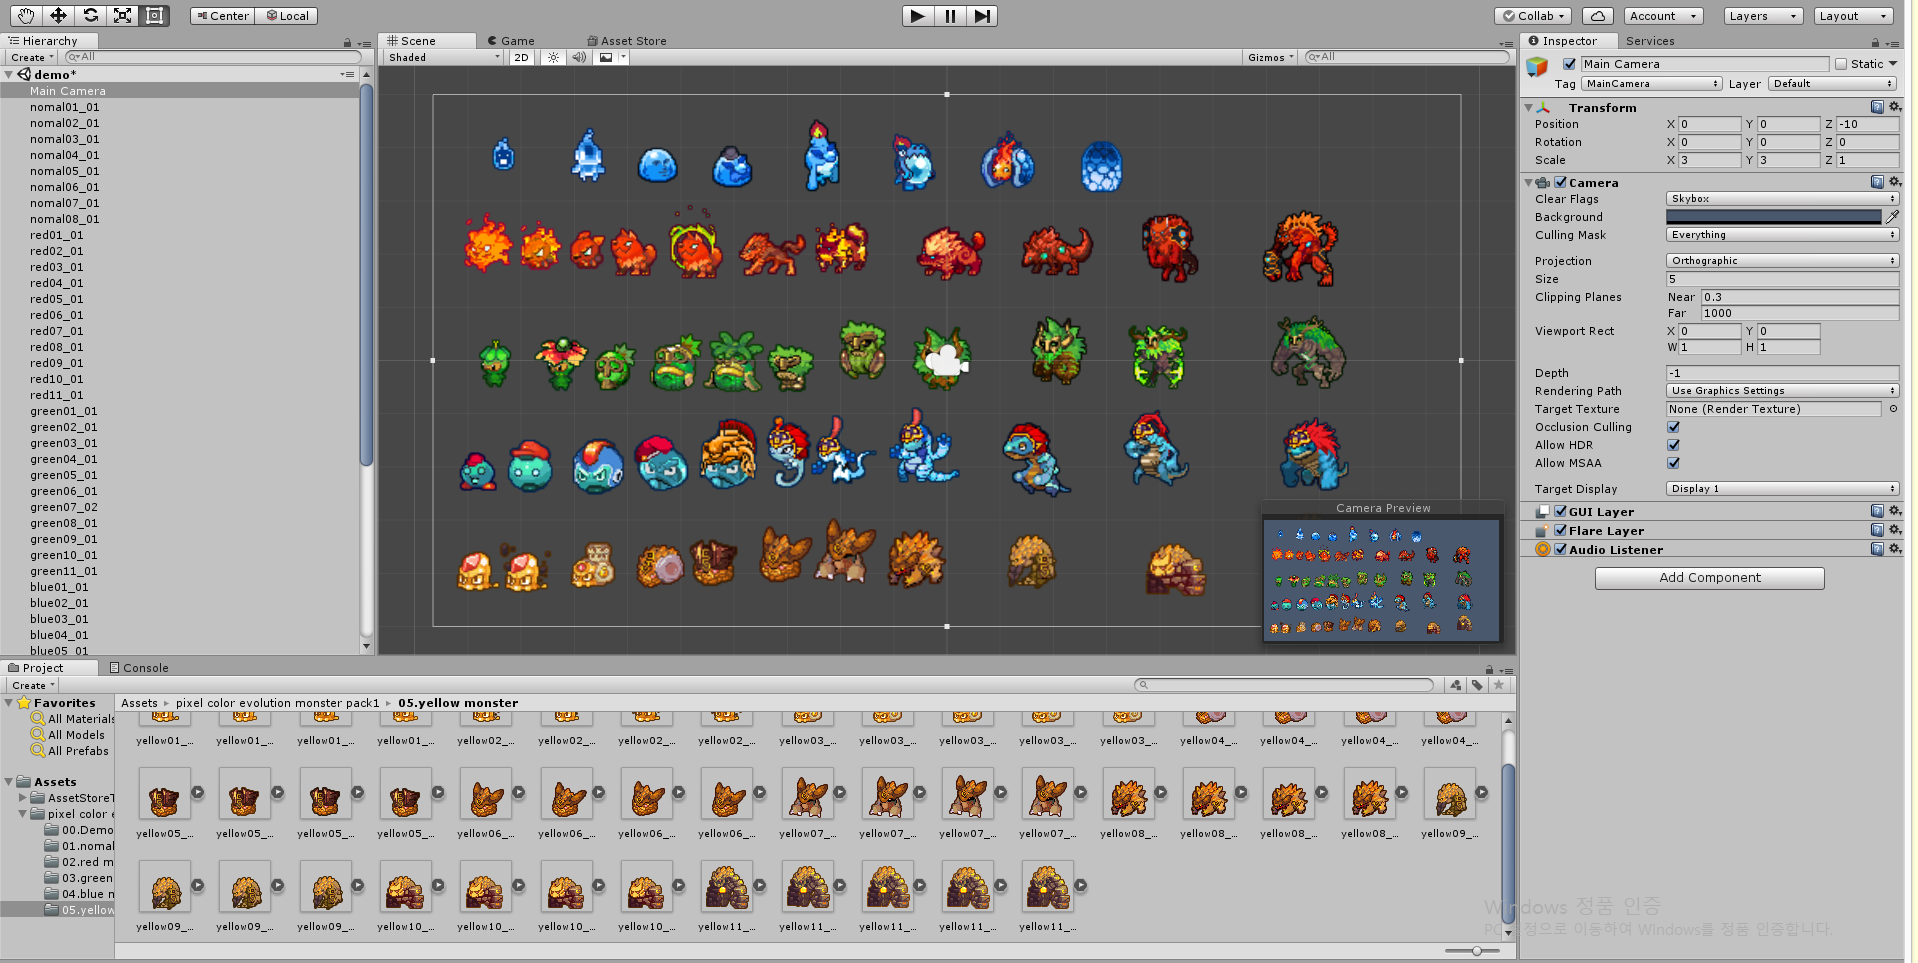 Center Local Collab Account Layers Layout
Hierarchy
Create All
demo*
Main Camera
nomal01_01
nomal02_01
nomal03_01
nomal04_01
nomal05_01
nomal06_01
nomal07_01
nomal08_01
red01_01
red02_01
red03_01
red04_01
red05_01
red06_01
red07_01
red08_01
red09_01
red10_01
red11_01
green01_01
green02_01
green03_01
green04_01
green05_01
green06_01
green07_02
green08_01
green09_01
green10_01
green11_01
blue01_01
blue02_01
blue03_01
blue04_01
blue05_01
Scene Game Asset Store
Shaded 2D Gizmos All
Camera Preview
Inspector Services
Main Camera Static
Tag MainCamera Layer Default
Transform
Position X 0 Y 0 Z -10
Rotation X 0 Y 0 Z 0
Scale X 3 Y 3 Z 1
Camera
Clear Flags Skybox
Background
Culling Mask Everything
Projection Orthographic
Size 5
Clipping Planes Near 0.3
Far 1000
Viewport Rect X 0 Y 0
W 1 H 1
Depth -1
Rendering Path Use Graphics Settings
Target Texture None (Render Texture)
Occlusion Culling
Allow HDR
Allow MSAA
Target Display Display 1
GUI Layer
Flare Layer
Audio Listener
Add Component
Project Console
Create
Favorites
All Materials
All Models
All Prefabs
Assets
AssetStoreT
pixel color e
00.Demo
01.nomal
02.red m
03.green
04.blue m
05.yellow
Assets pixel color evolution monster pack1 05.yellow monster
yellow01_... yellow01_... yellow01_... yellow01_... yellow02_... yellow02_... yellow02_... yellow02_... yellow03_... yellow03_... yellow03_... yellow03_... yellow03_... yellow04_... yellow04_... yellow04_... yellow04_...
yellow05_... yellow05_... yellow05_... yellow05_... yellow06_... yellow06_... yellow06_... yellow06_... yellow07_... yellow07_... yellow07_... yellow07_... yellow08_... yellow08_... yellow08_... yellow08_... yellow09_...
yellow09_... yellow09_... yellow09_... yellow10_... yellow10_... yellow10_... yellow10_... yellow11_... yellow11_... yellow11_... yellow11_... yellow11_...
Windows 정품 인증
정으로 이동하여 Windows를 정품 인증합니다.